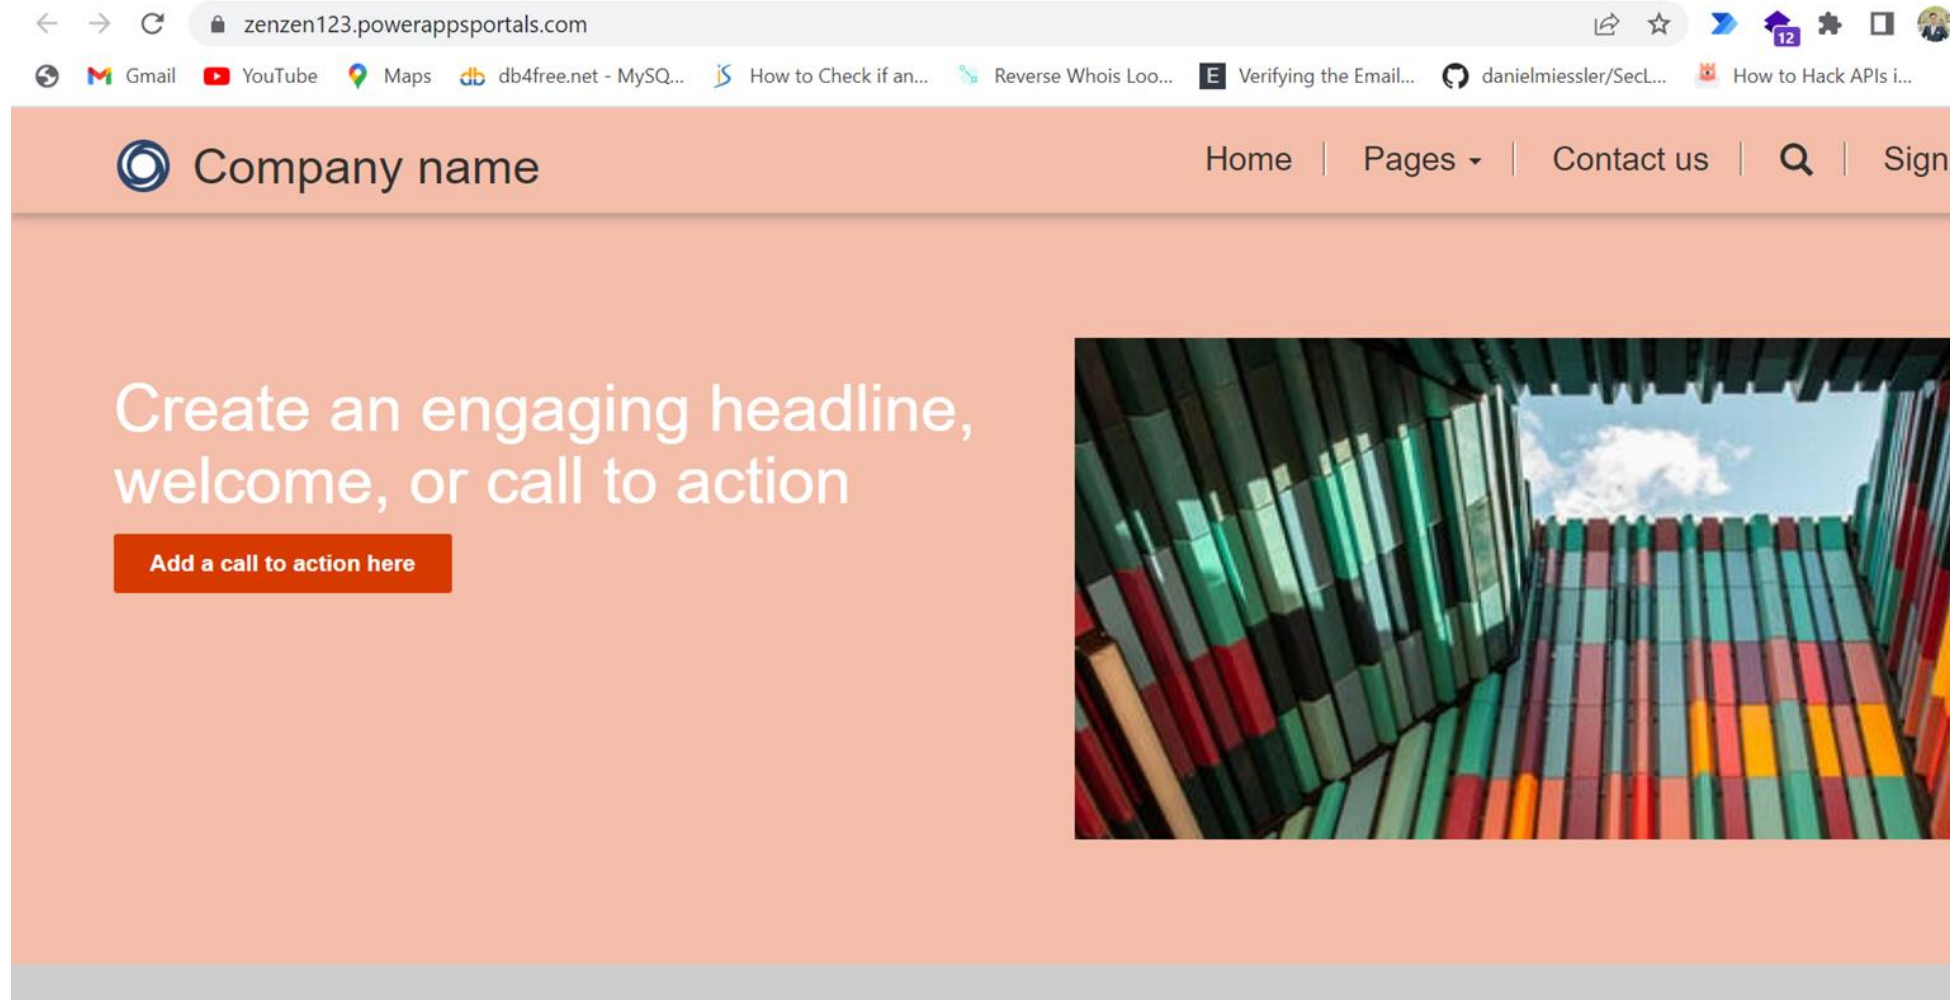 zenzen123.powerappsportals.com
12
Gmail YouTube Maps db4free.net - MySQ... How to Check if an... Reverse Whois Loo... Verifying the Email... danielmiessler/SecL... How to Hack APIs i...
Company name Home Pages Contact us Sign
Create an engaging headline,
welcome, or call to action
Add a call to action here